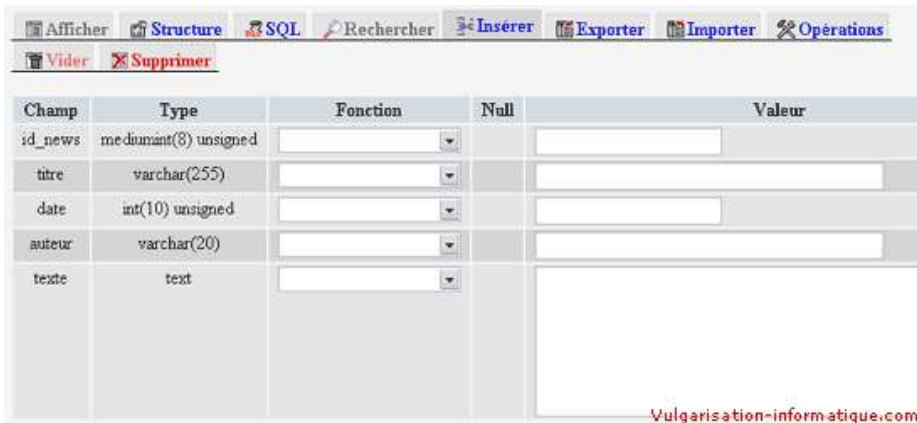 Afficher Structure SQL Rechercher Insérer Exporter Importer Opérations
Vider Supprimer
Champ Type Fonction Null Valeur
id_news mediumint(8) unsigned
titre varchar(255)
date int(10) unsigned
auteur varchar(20)
texte text
Vulgarisation-informatique.com